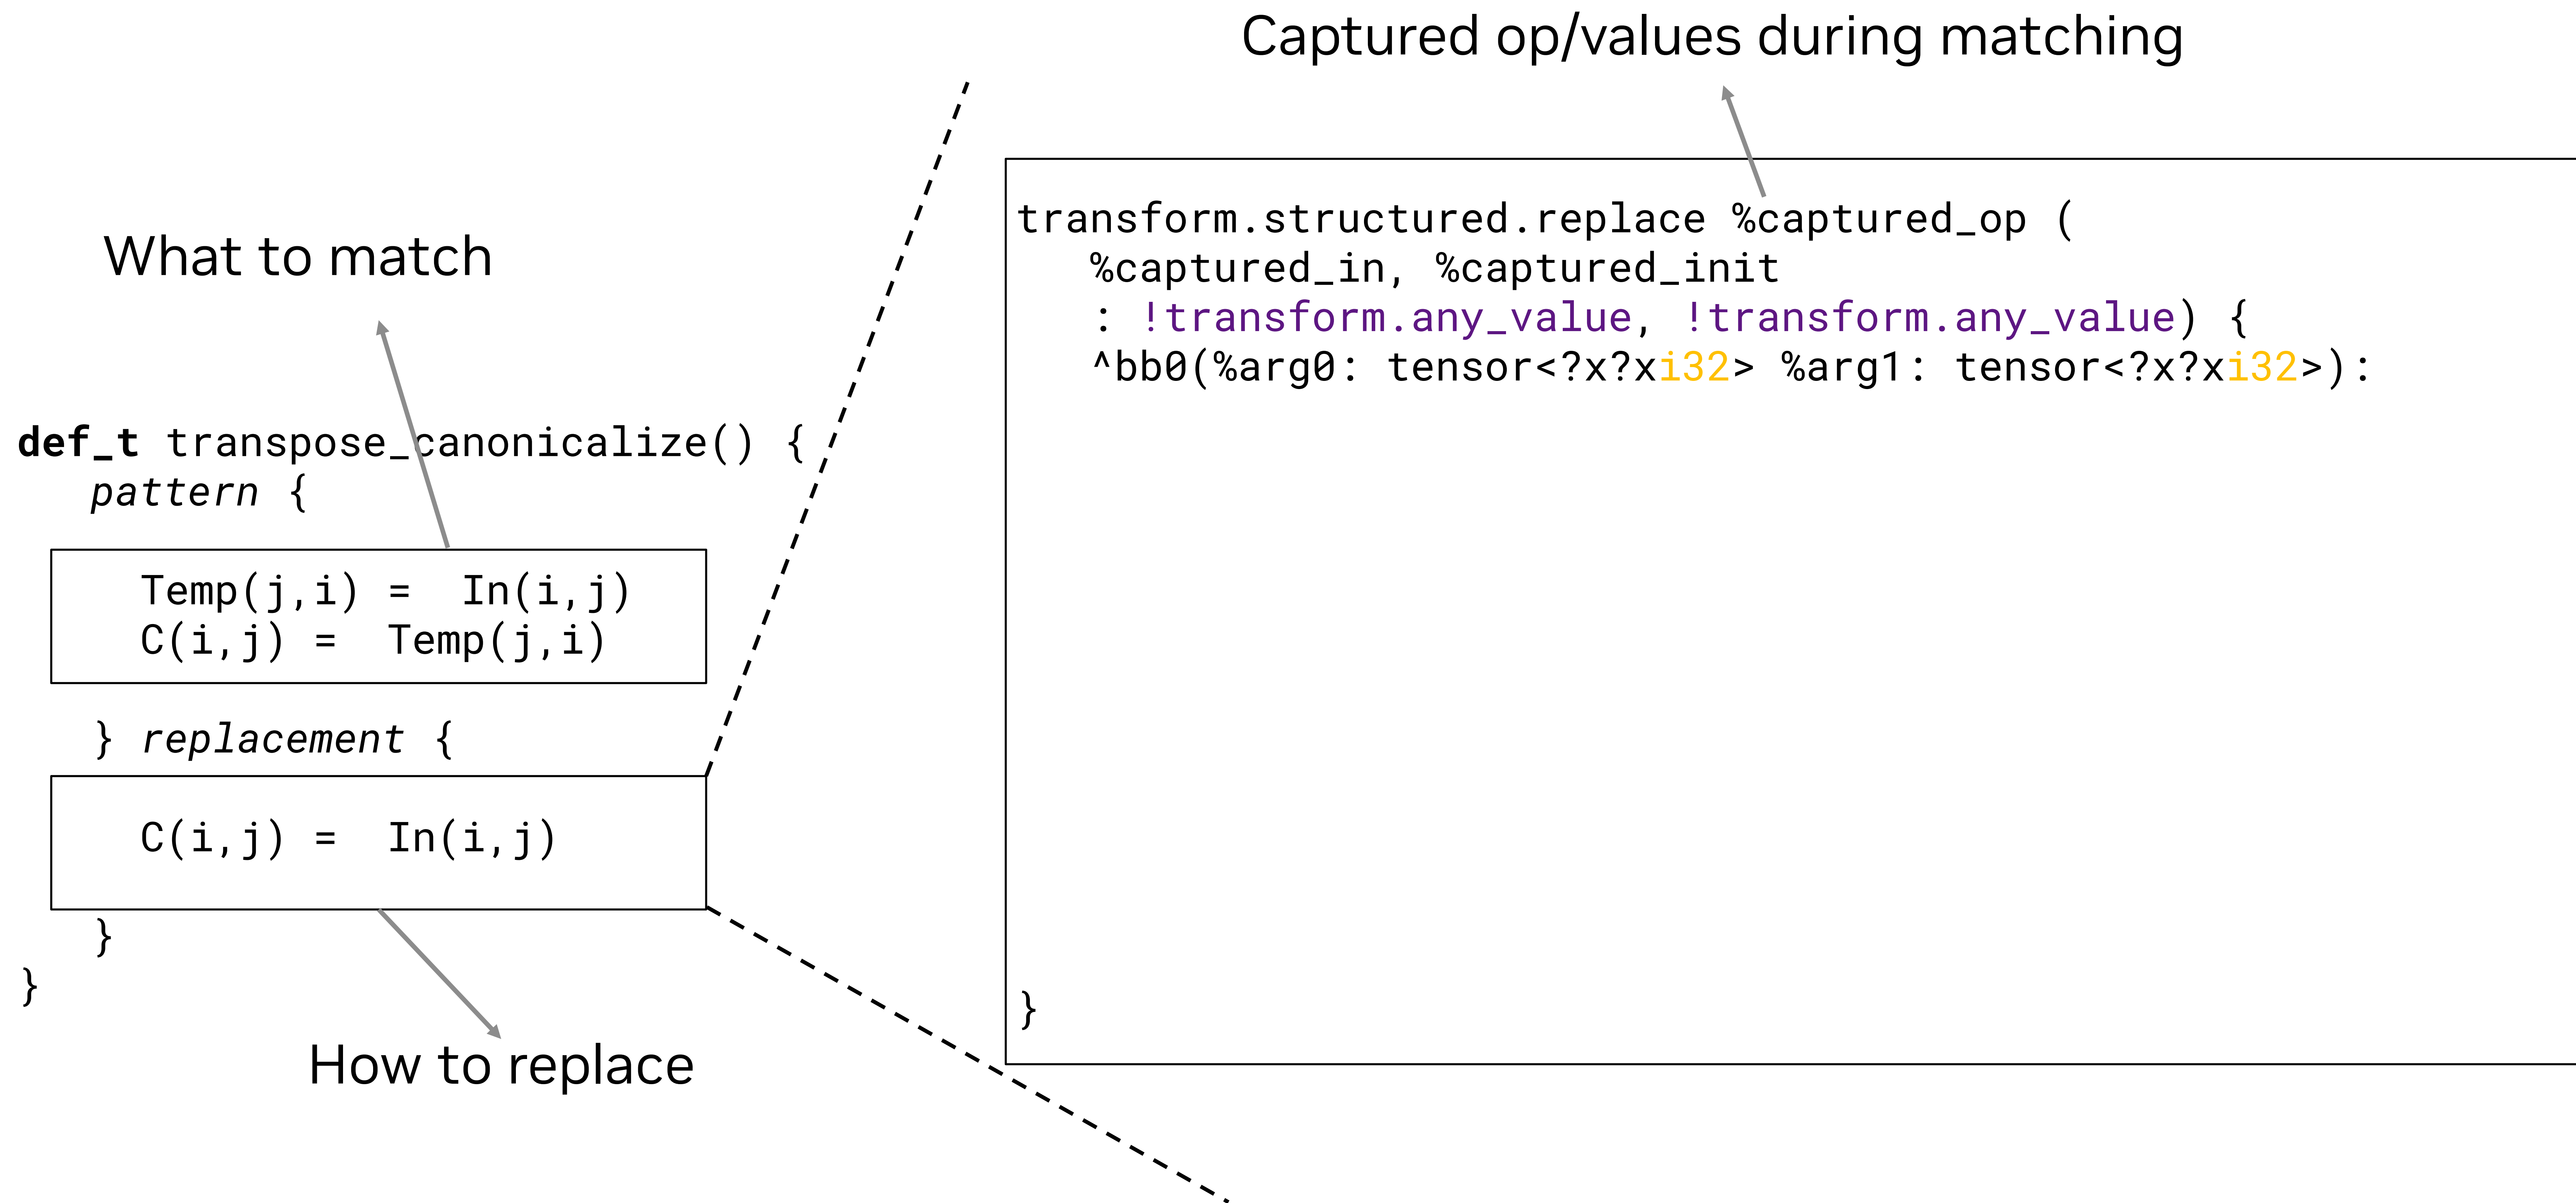 Captured op/values during matching
What to match
def_t transpose_canonicalize() {
pattern {
Temp(j,i) = In(i,j)
C(i,j) = Temp(j,i)
} replacement {
C(i,j) = In(i,j)
}
}
How to replace
transform.structured.replace %captured_op (
%captured_in, %captured_init
: !transform.any_value, !transform.any_value) {
^bb0(%arg0: tensor<?x?xi32> %arg1: tensor<?x?xi32>):
}